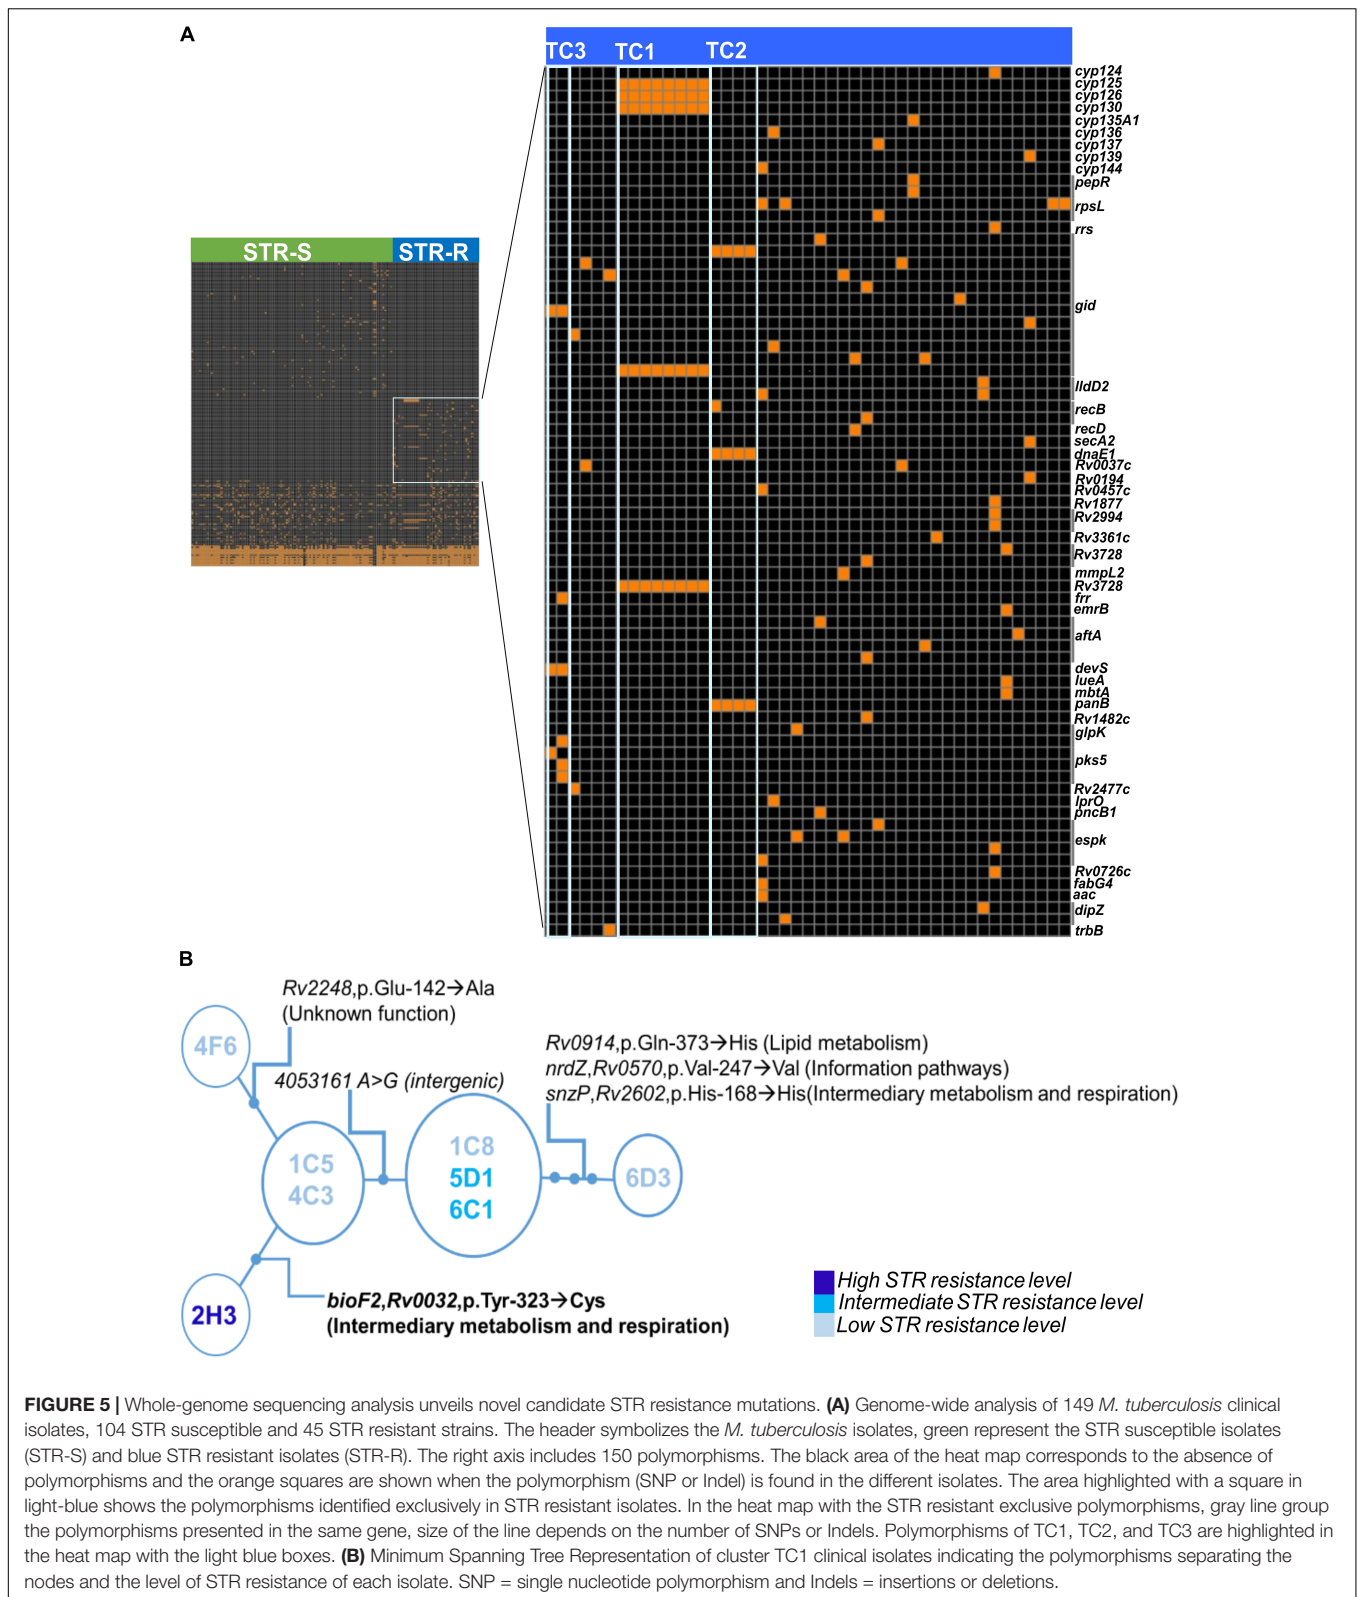 A
TC3 TC1 TC2
cyp124
cyp125
cyp126
cyp130
cyp135A1
cyp136
cyp137
cyp139
cyp144
pepR
rpsL
rrs
gid
lldD2
recB
recD
secA2
dnaE1
Rv0037c
Rv0194
Rv0457c
Rv1877
Rv2994
Rv3361c
Rv3728
mmpL2
Rv3728
frr
emrB
aftA
devS
lueA
mbtA
panB
Rv1482c
glpK
pks5
Rv2477c
lprO
pncB1
espk
Rv0726c
fabG4
aac
dipZ
trbB
STR-S STR-R
B
Rv2248,p.Glu-142→Ala
(Unknown function)
4F6
4053161 A>G (intergenic)
Rv0914,p.Gln-373→His (Lipid metabolism)
nrdZ,Rv0570,p.Val-247→Val (Information pathways)
snzP,Rv2602,p.His-168→His(Intermediary metabolism and respiration)
1C5
4C3
1C8
5D1
6C1
6D3
2H3
bioF2,Rv0032,p.Tyr-323→Cys
(Intermediary metabolism and respiration)
High STR resistance level
Intermediate STR resistance level
Low STR resistance level
FIGURE 5 | Whole-genome sequencing analysis unveils novel candidate STR resistance mutations. (A) Genome-wide analysis of 149 M. tuberculosis clinical
isolates, 104 STR susceptible and 45 STR resistant strains. The header symbolizes the M. tuberculosis isolates, green represent the STR susceptible isolates
(STR-S) and blue STR resistant isolates (STR-R). The right axis includes 150 polymorphisms. The black area of the heat map corresponds to the absence of
polymorphisms and the orange squares are shown when the polymorphism (SNP or Indel) is found in the different isolates. The area highlighted with a square in
light-blue shows the polymorphisms identified exclusively in STR resistant isolates. In the heat map with the STR resistant exclusive polymorphisms, gray line group
the polymorphisms presented in the same gene, size of the line depends on the number of SNPs or Indels. Polymorphisms of TC1, TC2, and TC3 are highlighted in
the heat map with the light blue boxes. (B) Minimum Spanning Tree Representation of cluster TC1 clinical isolates indicating the polymorphisms separating the
nodes and the level of STR resistance of each isolate. SNP = single nucleotide polymorphism and Indels = insertions or deletions.